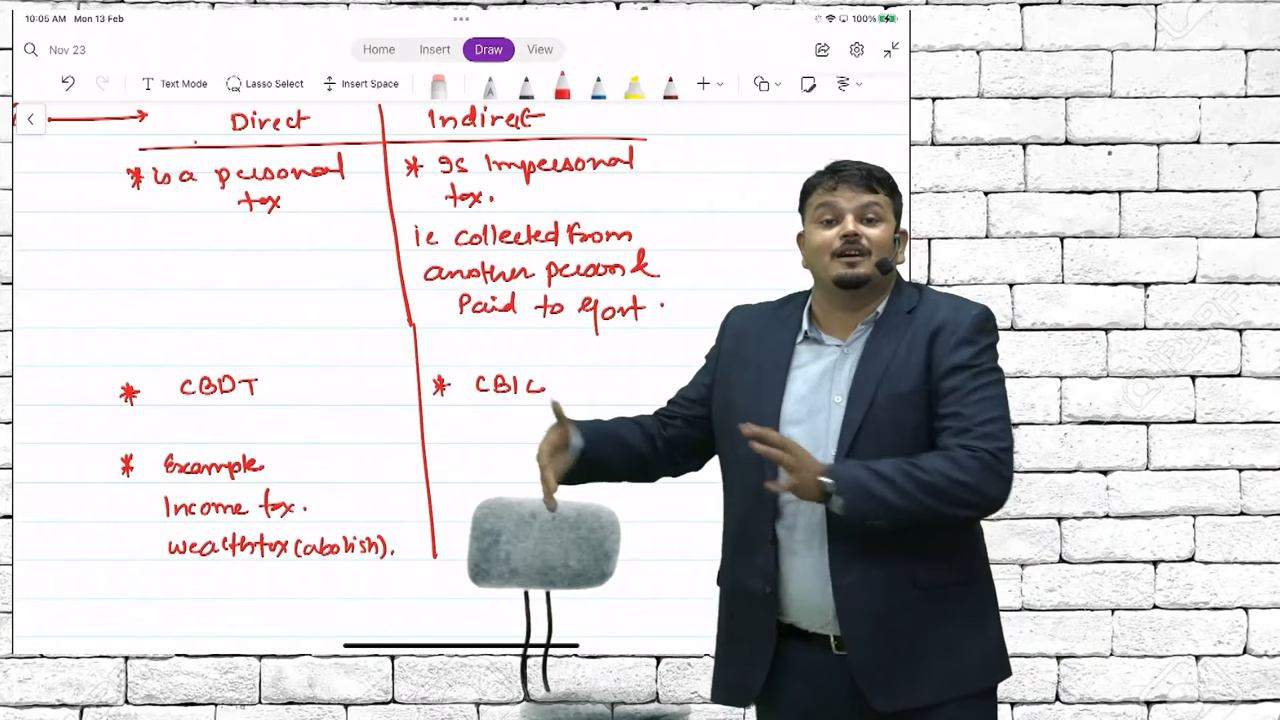 10:05 AM Mon 13 Feb
100%
Nov 23
Home Insert Draw View
Text Mode Lasso Select Insert Space
Direct
* is a personal
tax
* CBDT
* Example
Income tax.
wealth tax (abolish).
Indirect
* Is Impersonal
tax.
ie collected from
another person &
Paid to Govt.
* CBIC